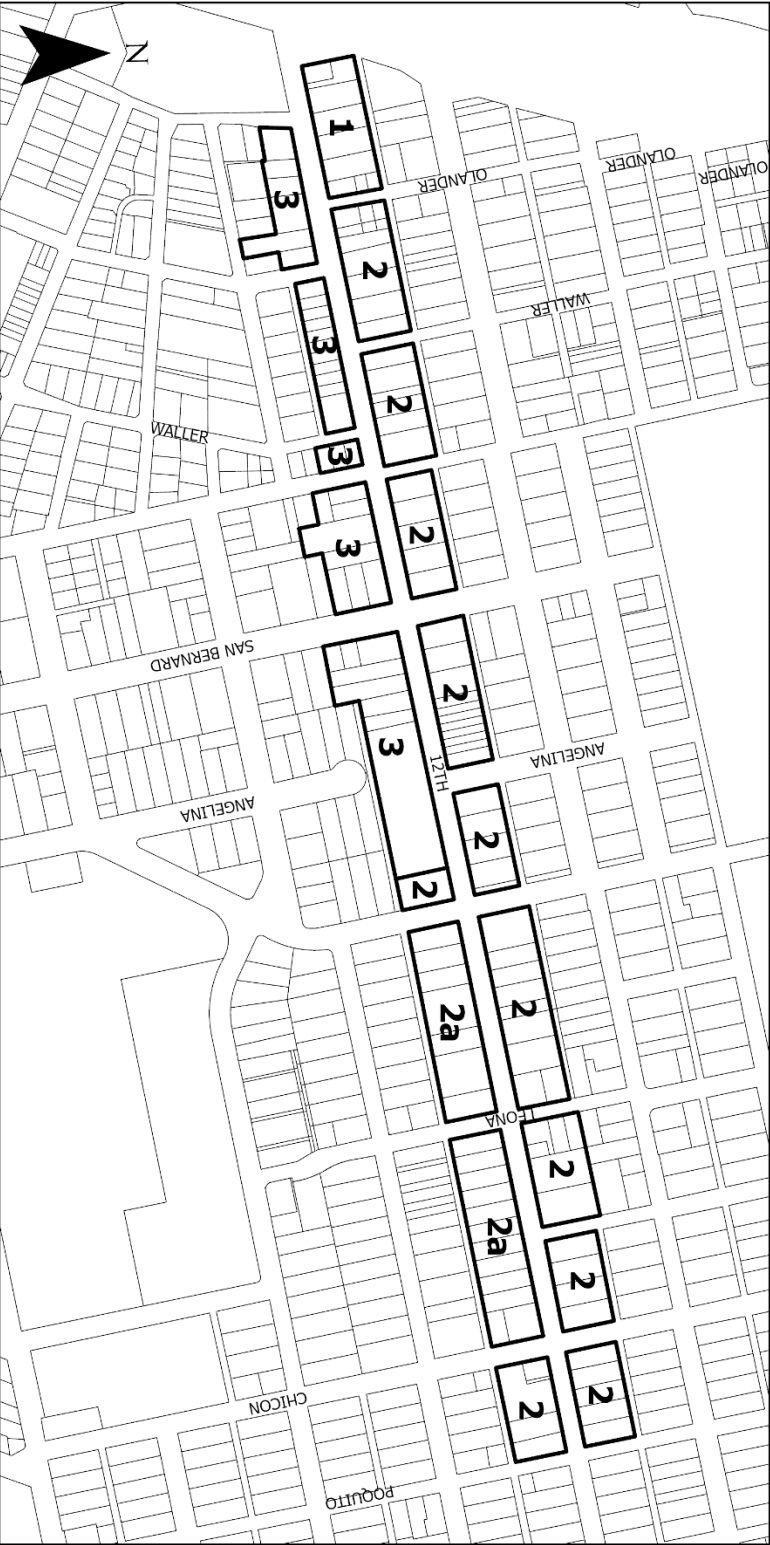 N
1
OLANDER
OLANDER
OLANDER
3
2
WALLER
3
2
WALLER
3
2
3
SAN BERNARD
2
3
12TH
ANGELINA
ANGELINA
2
2
2a
2
LEONA
2
2a
2
2
2
CHICON
POQUITO